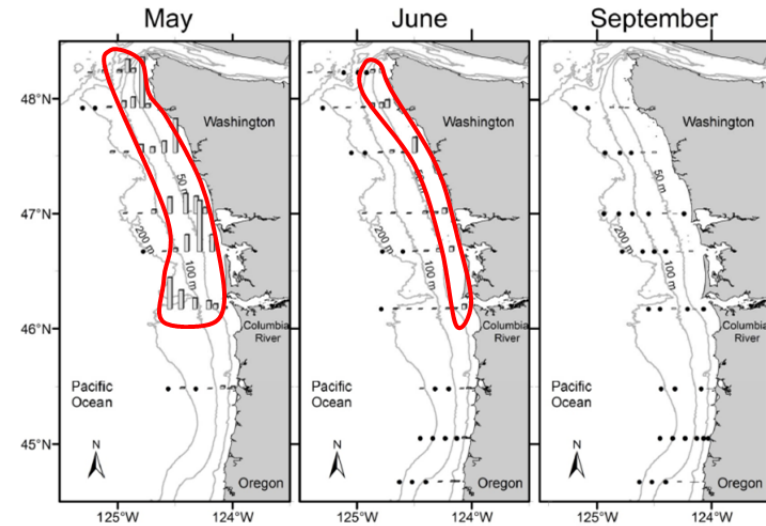 May
June
September
48°N
47°N
46°N
45°N
Washington
50 m
200 m
100 m
Columbia
River
Pacific
Ocean
N
Oregon
125°W
124°W
Washington
50 m
200 m
100 m
Columbia
River
Pacific
Ocean
N
Oregon
125°W
124°W
Washington
50 m
200 m
100 m
Columbia
River
Pacific
Ocean
N
Oregon
125°W
124°W